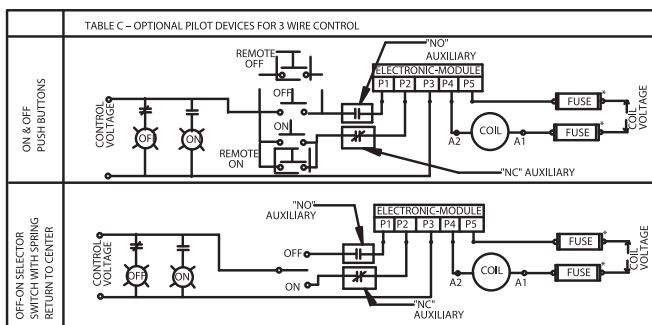 TABLE C – OPTIONAL PILOT DEVICES FOR 3 WIRE CONTROL
ON & OFF
PUSH BUTTONS
CONTROL
VOLTAGE
OFF
ON
REMOTE
OFF
OFF
ON
REMOTE
ON
"NO"
AUXILIARY
ELECTRONIC-MODULE
P1 P2 P3 P4 P5
"NC" AUXILIARY
A2
COIL
A1
FUSE *
FUSE *
COIL
VOLTAGE
OFF-ON SELECTOR
SWITCH WITH SPRING
RETURN TO CENTER
CONTROL
VOLTAGE
OFF
ON
"NO"
AUXILIARY
OFF
ON
"NC"
AUXILIARY
ELECTRONIC-MODULE
P1 P2 P3 P4 P5
A2
COIL
A1
FUSE *
FUSE *
COIL
VOLTAGE